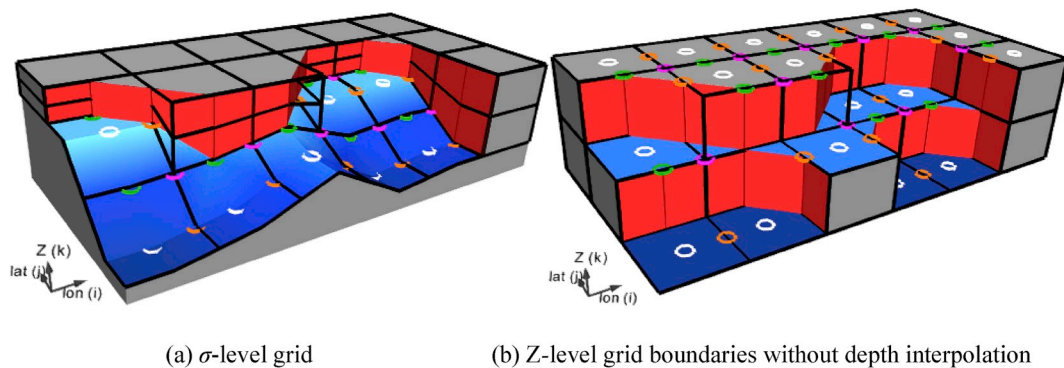 Z (k)
lat (j)
lon (i)
Z (k)
lat (j)
lon (i)
(a) σ-level grid
(b) Z-level grid boundaries without depth interpolation